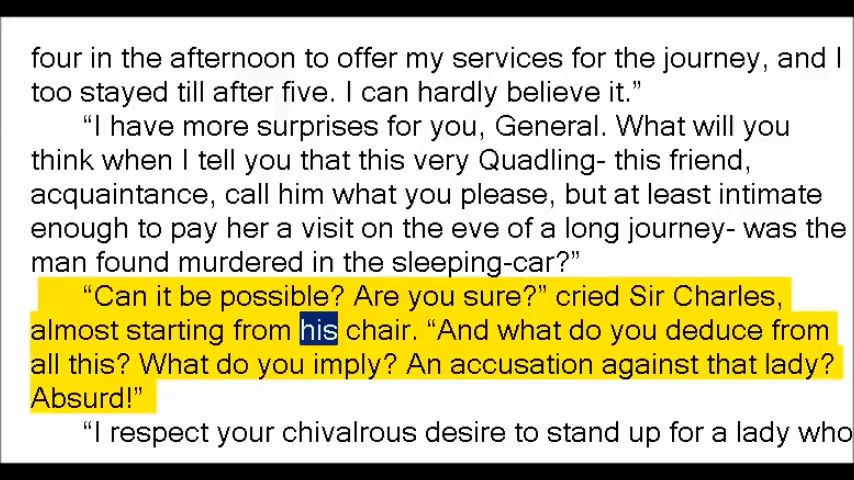 four in the afternoon to offer my services for the journey, and I
too stayed till after five. I can hardly believe it.”
“I have more surprises for you, General. What will you
think when I tell you that this very Quadling- this friend,
acquaintance, call him what you please, but at least intimate
enough to pay her a visit on the eve of a long journey- was the
man found murdered in the sleeping-car?”
“Can it be possible? Are you sure?” cried Sir Charles,
almost starting from his chair. “And what do you deduce from
all this? What do you imply? An accusation against that lady?
Absurd!”
“I respect your chivalrous desire to stand up for a lady who